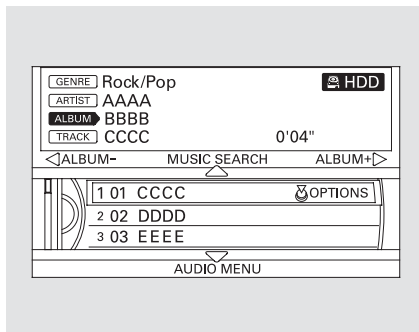 GENRE Rock/Pop HDD
ARTIST AAAA
ALBUM BBBB
TRACK CCCC 0'04"
ALBUM- MUSIC SEARCH ALBUM+
1 01 CCCC OPTIONS
2 02 DDDD
3 03 EEEE
AUDIO MENU